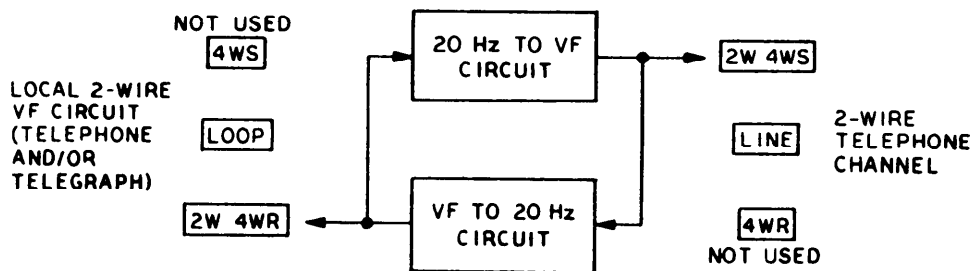 NOT USED
4WS
LOCAL 2-WIRE
VF CIRCUIT
(TELEPHONE
AND/OR
TELEGRAPH)
LOOP
2W 4WR
20 Hz TO VF
CIRCUIT
VF TO 20 Hz
CIRCUIT
2W 4WS
LINE
2-WIRE
TELEPHONE
CHANNEL
4WR
NOT USED